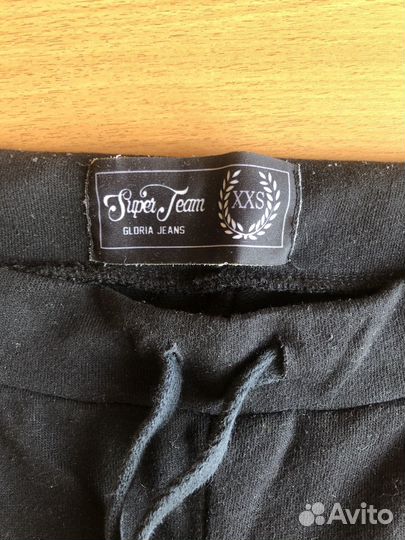 Super Team
GLORIA JEANS
XXS
Avito